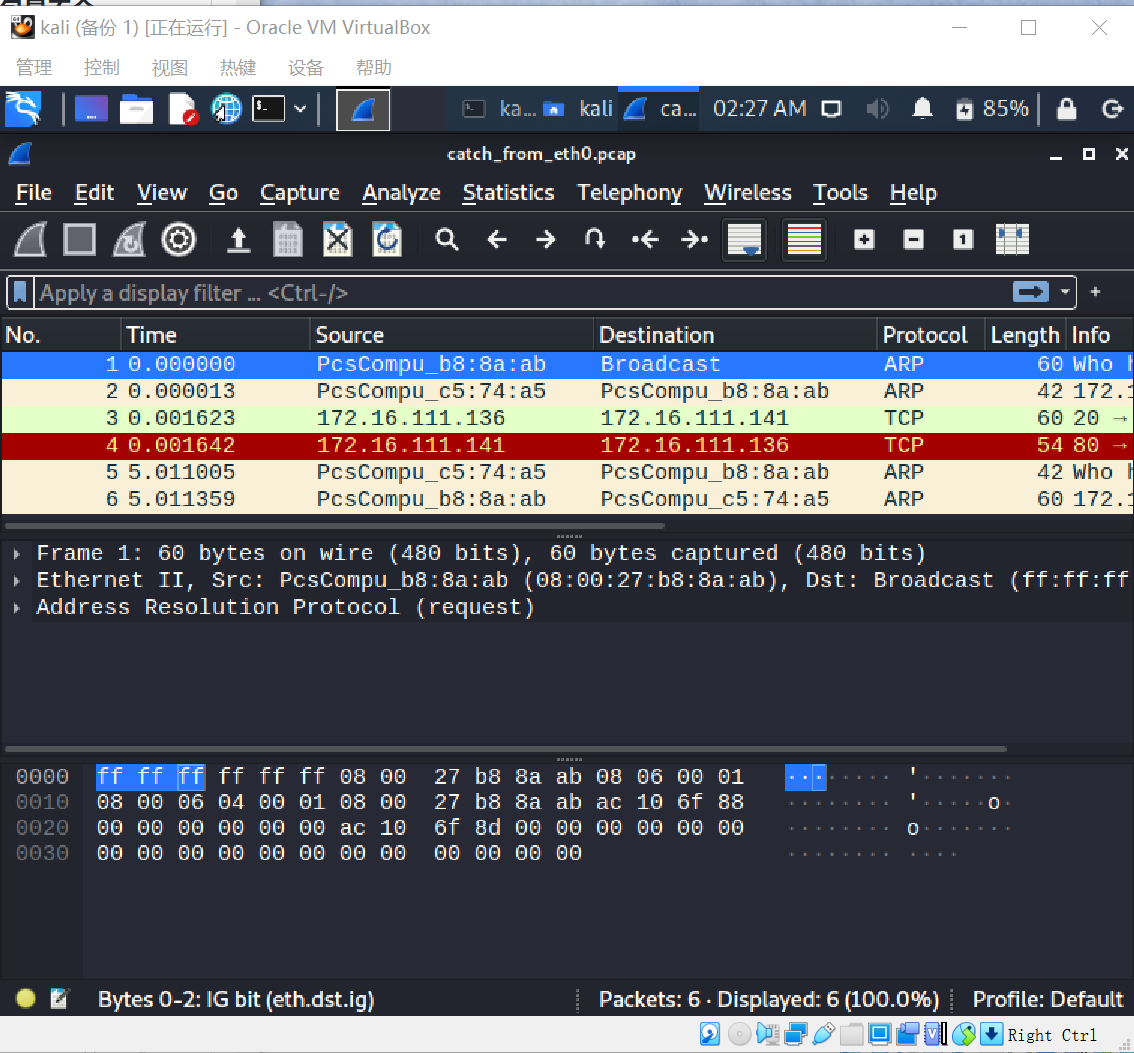 kali (备份 1) [正在运行] - Oracle VM VirtualBox
管理 控制 视图 热键 设备 帮助
ka... kali ca... 02:27 AM 85%
catch_from_eth0.pcap
File Edit View Go Capture Analyze Statistics Telephony Wireless Tools Help
Apply a display filter ... <Ctrl-/>
No. Time Source Destination Protocol Length Info
1 0.000000 PcsCompu_b8:8a:ab Broadcast ARP 60 Who h
2 0.000013 PcsCompu_c5:74:a5 PcsCompu_b8:8a:ab ARP 42 172.1
3 0.001623 172.16.111.136 172.16.111.141 TCP 60 20 →
4 0.001642 172.16.111.141 172.16.111.136 TCP 54 80 →
5 5.011005 PcsCompu_c5:74:a5 PcsCompu_b8:8a:ab ARP 42 Who h
6 5.011359 PcsCompu_b8:8a:ab PcsCompu_c5:74:a5 ARP 60 172.1
Frame 1: 60 bytes on wire (480 bits), 60 bytes captured (480 bits)
Ethernet II, Src: PcsCompu_b8:8a:ab (08:00:27:b8:8a:ab), Dst: Broadcast (ff:ff:ff
Address Resolution Protocol (request)
0000 ff ff ff ff ff ff 08 00 27 b8 8a ab 08 06 00 01 ········ '·······
0010 08 00 06 04 00 01 08 00 27 b8 8a ab ac 10 6f 88 ········ '·····o·
0020 00 00 00 00 00 00 ac 10 6f 8d 00 00 00 00 00 00 ········ o·······
0030 00 00 00 00 00 00 00 00 00 00 00 00 ········ ····
Bytes 0-2: IG bit (eth.dst.ig) Packets: 6 · Displayed: 6 (100.0%) Profile: Default
Right Ctrl